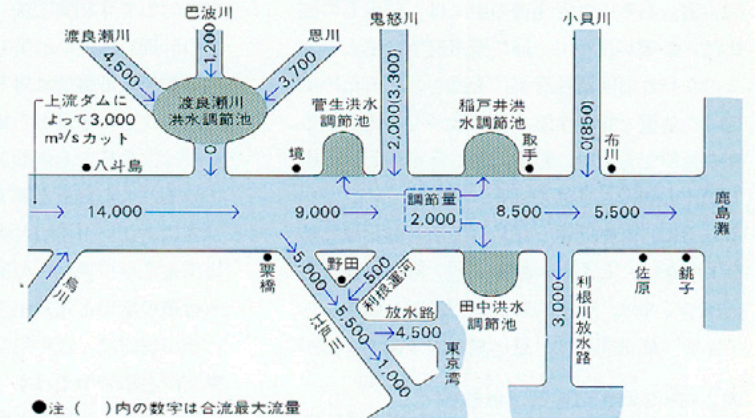 巴波川
渡良瀬川
思川
鬼怒川
小貝川
1,200
4,500
3,700
2,000(3,300)
0(850)
上流ダムに
よって3,000
m³/sカット
渡良瀬川
洪水調節池
菅生洪水
調節池
稲戸井洪
水調節池
取手
布川
0
八斗島
境
鹿島灘
14,000
9,000
調節量
2,000
8,500
5,500
烏川
栗橋
5,000
野田
500
利根運河
田中洪水
調節池
3,000
利根川放水路
佐原
銚子
江戸川
5,500
放水路
4,500
1,000
東京湾
●注 ( )内の数字は合流最大流量